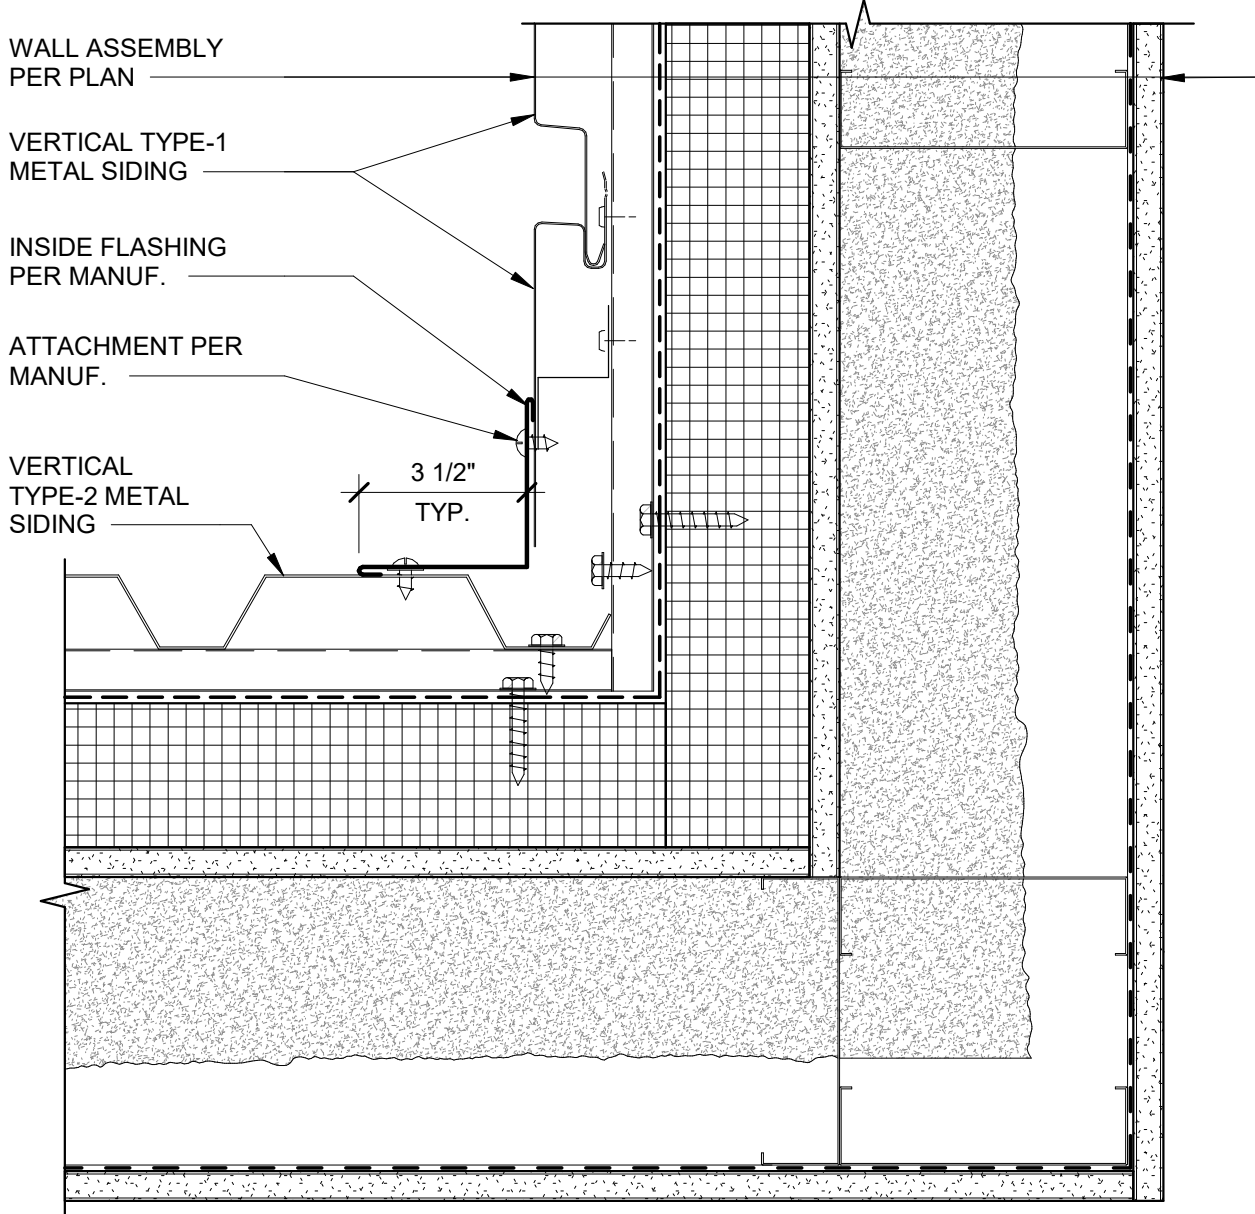 WALL ASSEMBLY
PER PLAN
VERTICAL TYPE-1
METAL SIDING
INSIDE FLASHING
PER MANUF.
ATTACHMENT PER
MANUF.
VERTICAL
TYPE-2 METAL
SIDING
3 1/2"
TYP.